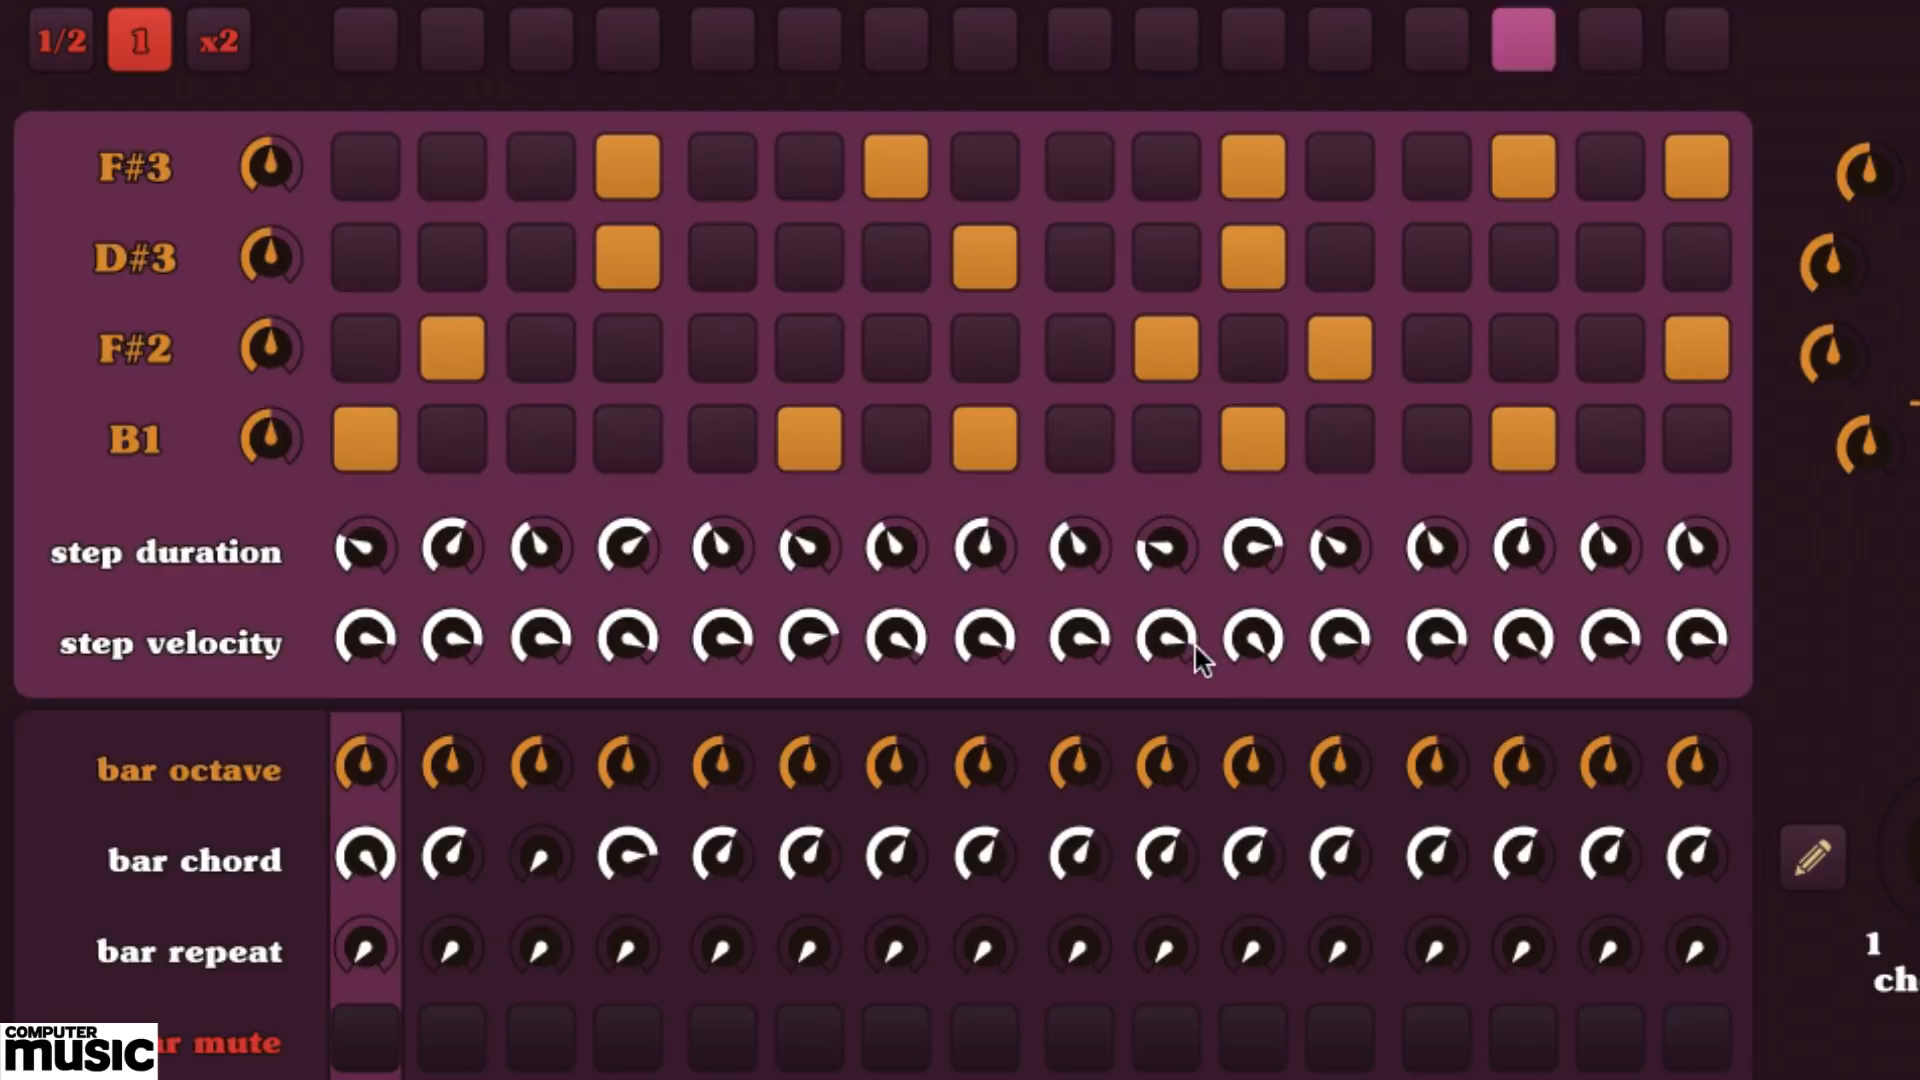 1/2 1 x2
F#3
D#3
F#2
B1
step duration
step velocity
bar octave
bar chord
bar repeat
1
COMPUTER
music
mute